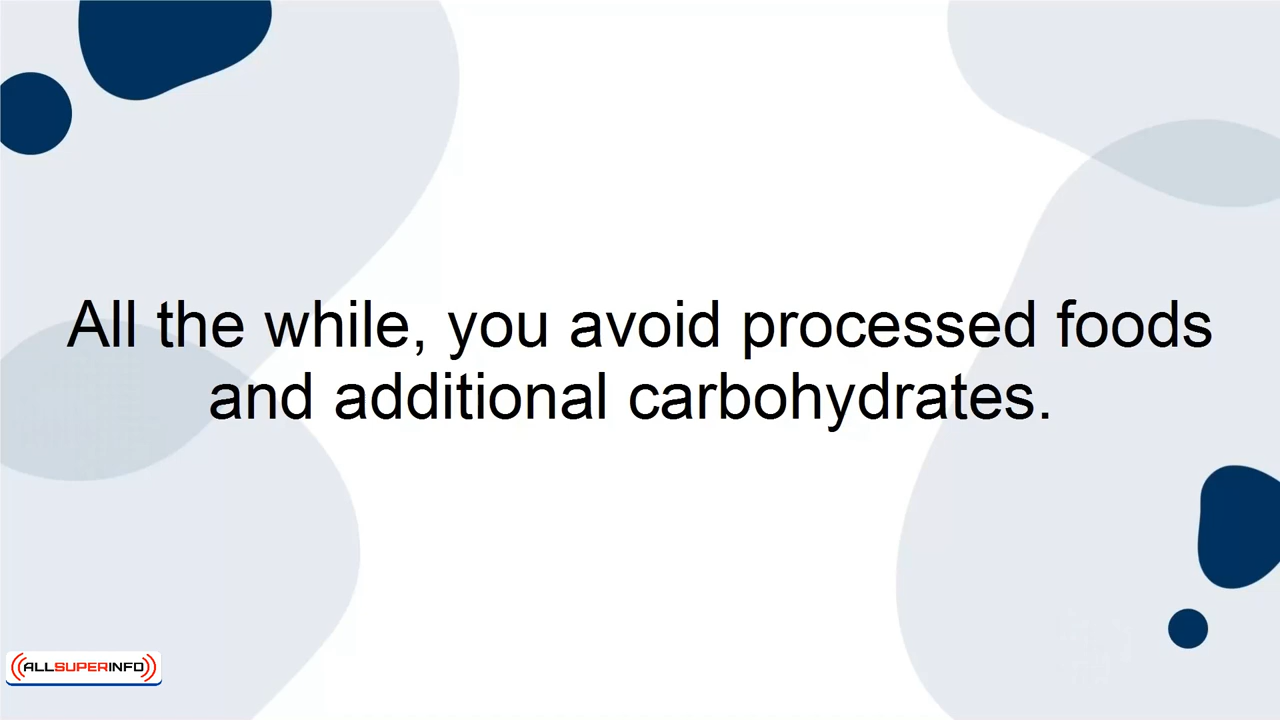 All the while, you avoid processed foods
and additional carbohydrates.
ALLSUPERINFO